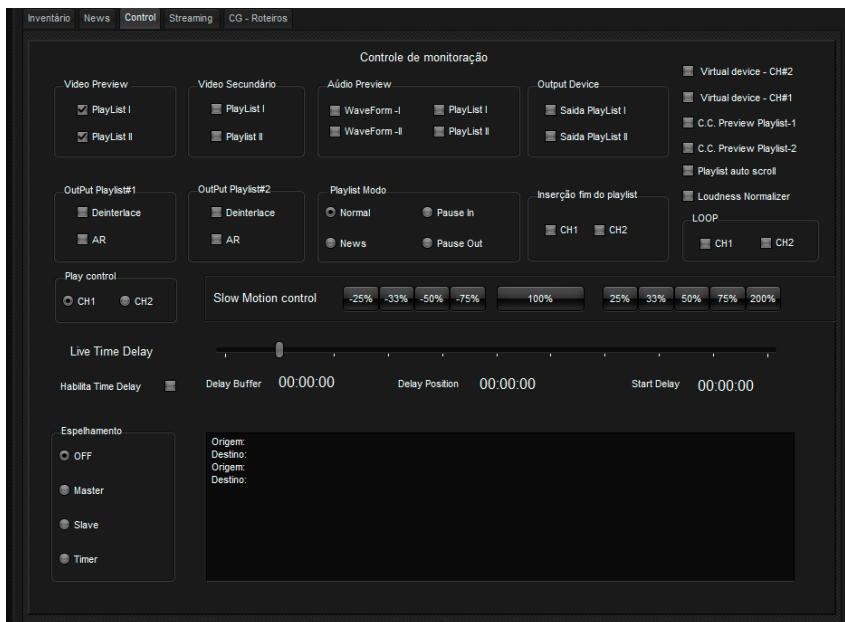 Inventário News Control Streaming CG - Roteiros
Controle de monitoração
Video Preview
PlayList I
PlayList II
Video Secundário
PlayList I
Playlist II
Aúdio Preview
WaveForm -I PlayList I
WaveForm -II PlayList II
Output Device
Saida PlayList I
Saida PlayList II
Virtual device - CH#2
Virtual device - CH#1
C.C. Preview Playlist-1
C.C. Preview Playlist-2
Playlist auto scroll
Loudness Normalizer
OutPut Playlist#1
Deinterlace
AR
OutPut Playlist#2
Deinterlace
AR
Playlist Modo
Normal Pause In
News Pause Out
Inserção fim do playlist
CH1 CH2
LOOP
CH1 CH2
Play control
CH1 CH2
Slow Motion control -25% -33% -50% -75% 100% 25% 33% 50% 75% 200%
Live Time Delay
Habilita Time Delay
Delay Buffer 00:00:00 Delay Position 00:00:00 Start Delay 00:00:00
Espelhamento
OFF
Master
Slave
Timer
Origem:
Destino:
Origem:
Destino: